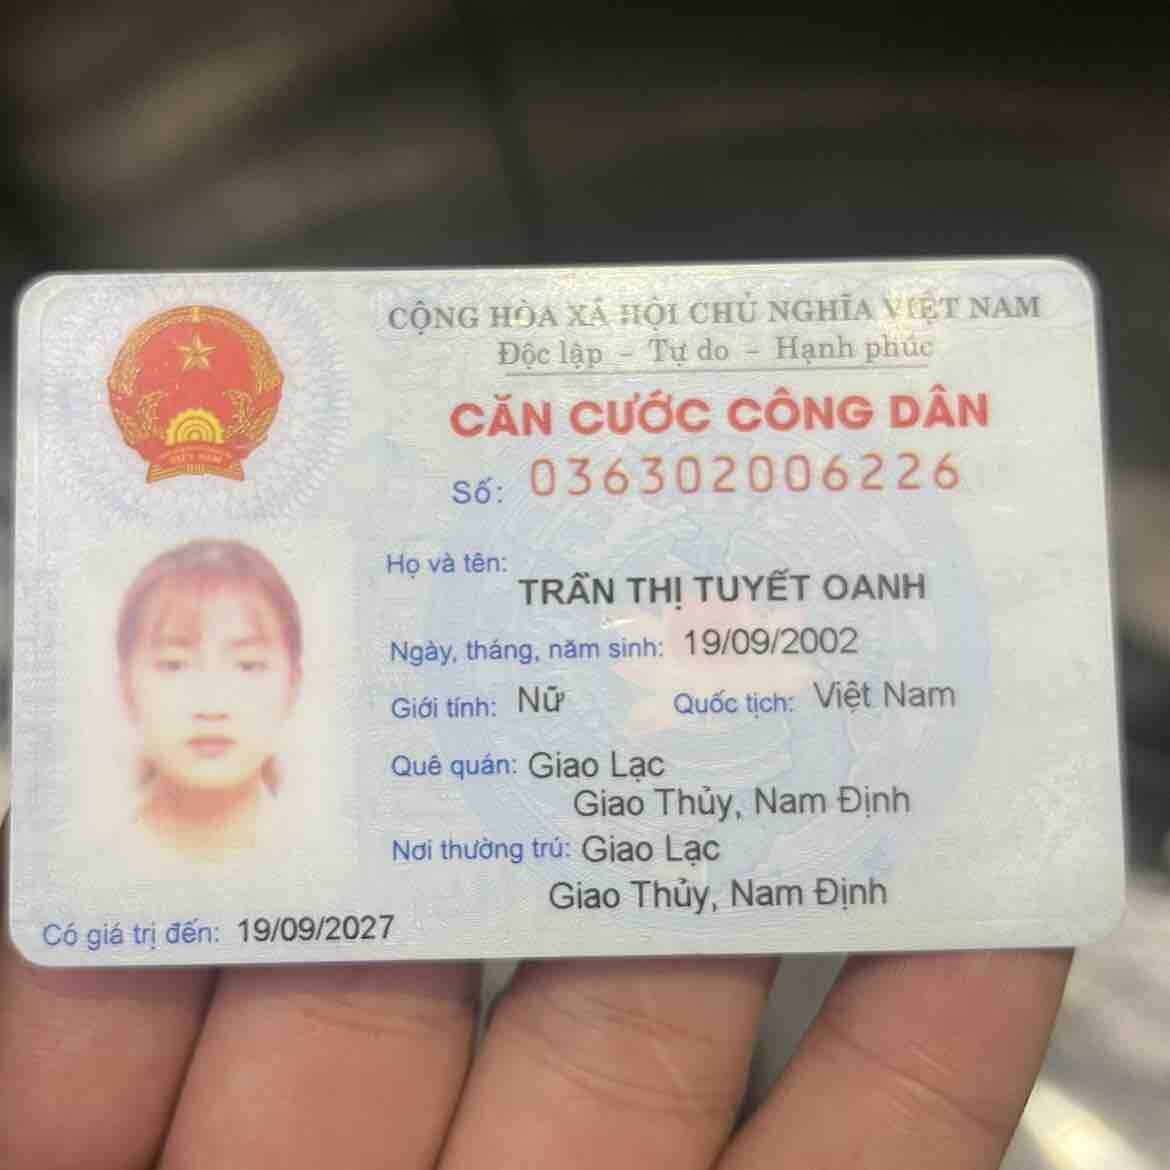 CỘNG HÒA XÃ HỘI CHỦ NGHĨA VIỆT NAM
Độc lập – Tự do – Hạnh phúc
CĂN CƯỚC CÔNG DÂN
Số: 036302006226
Họ và tên: TRẦN THỊ TUYẾT OANH
Ngày, tháng, năm sinh: 19/09/2002
Giới tính: Nữ Quốc tịch: Việt Nam
Quê quán: Giao Lạc
Giao Thủy, Nam Định
Nơi thường trú: Giao Lạc
Giao Thủy, Nam Định
Có giá trị đến: 19/09/2027
VIỆT NAM